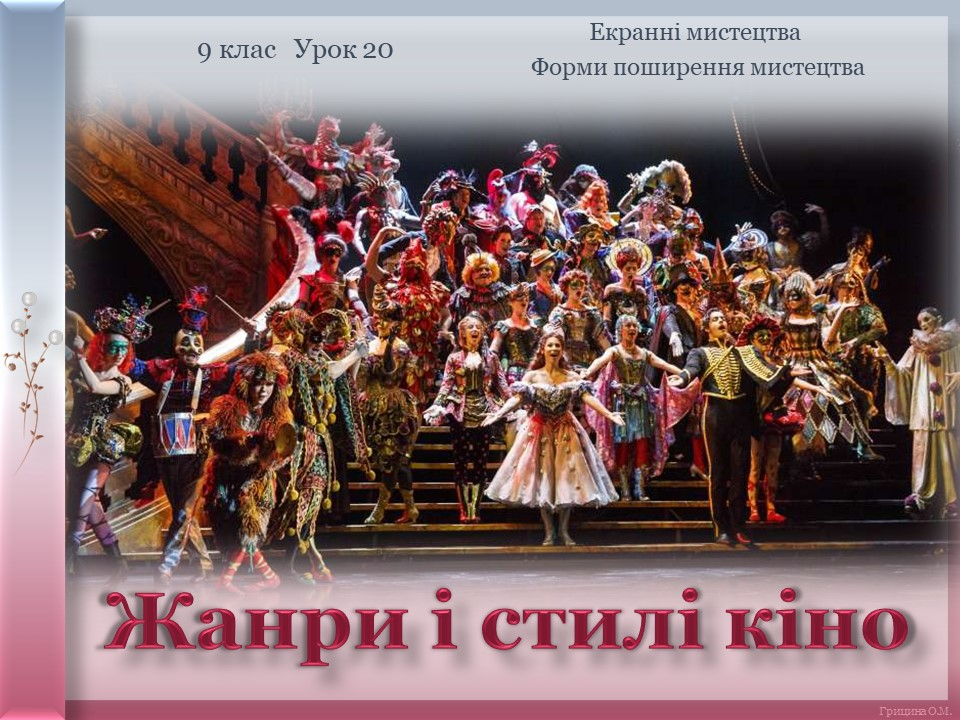 9 клас Урок 20
Екранні мистецтва
Форми поширення мистецтва
Жанри і стилі кіно
Грицина О.М.